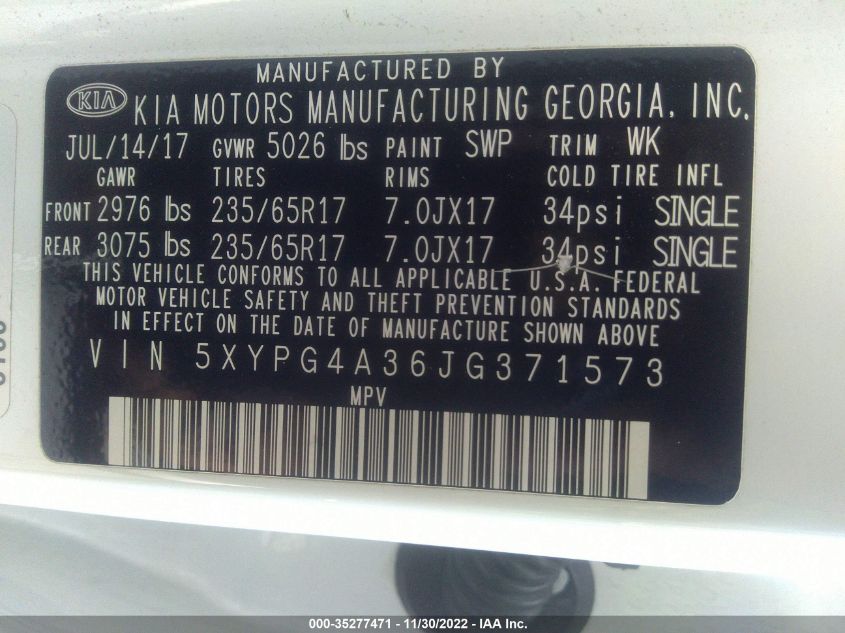 MANUFACTURED BY
KIA KIA MOTORS MANUFACTURING GEORGIA, INC.
JUL/14/17 GVWR 5026 lbs PAINT SWP TRIM WK
GAWR TIRES RIMS COLD TIRE INFL
FRONT 2976 lbs 235/65R17 7.0JX17 34psi SINGLE
REAR 3075 lbs 235/65R17 7.0JX17 34psi SINGLE
THIS VEHICLE CONFORMS TO ALL APPLICABLE U.S.A. FEDERAL
MOTOR VEHICLE SAFETY AND THEFT PREVENTION STANDARDS
IN EFFECT ON THE DATE OF MANUFACTURE SHOWN ABOVE
VIN 5XYPG4A36JG371573
MPV
000-35277471 - 11/30/2022 - IAA Inc.